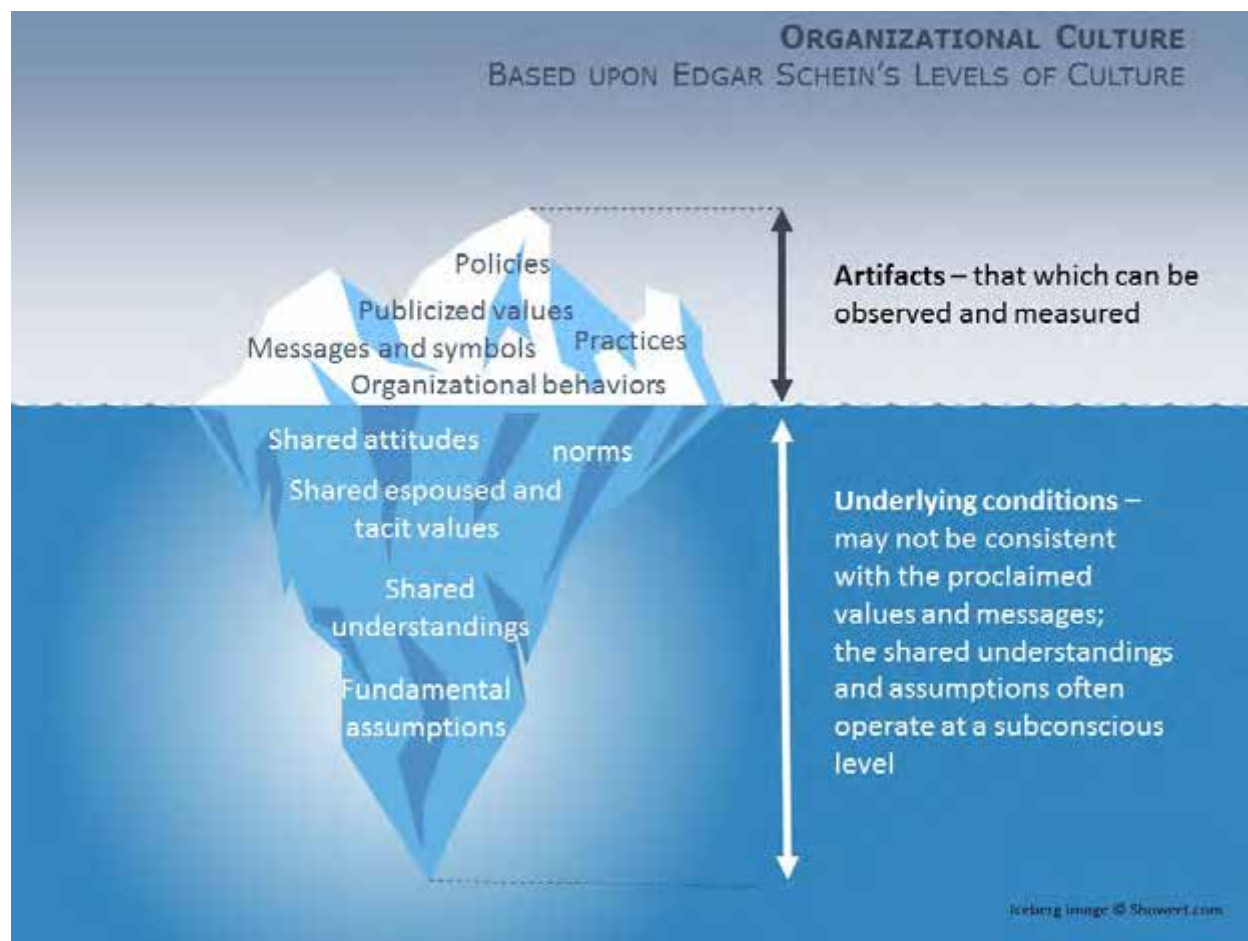 ORGANIZATIONAL CULTURE
BASED UPON EDGAR SCHEIN'S LEVELS OF CULTURE
Policies
Publicized values
Messages and symbols
Practices
Organizational behaviors
Artifacts – that which can be
observed and measured
Shared attitudes
norms
Shared espoused and
tacit values
Shared
understandings
Fundamental
assumptions
Underlying conditions –
may not be consistent
with the proclaimed
values and messages;
the shared understandings
and assumptions often
operate at a subconscious
level
Iceberg image © Showeet.com